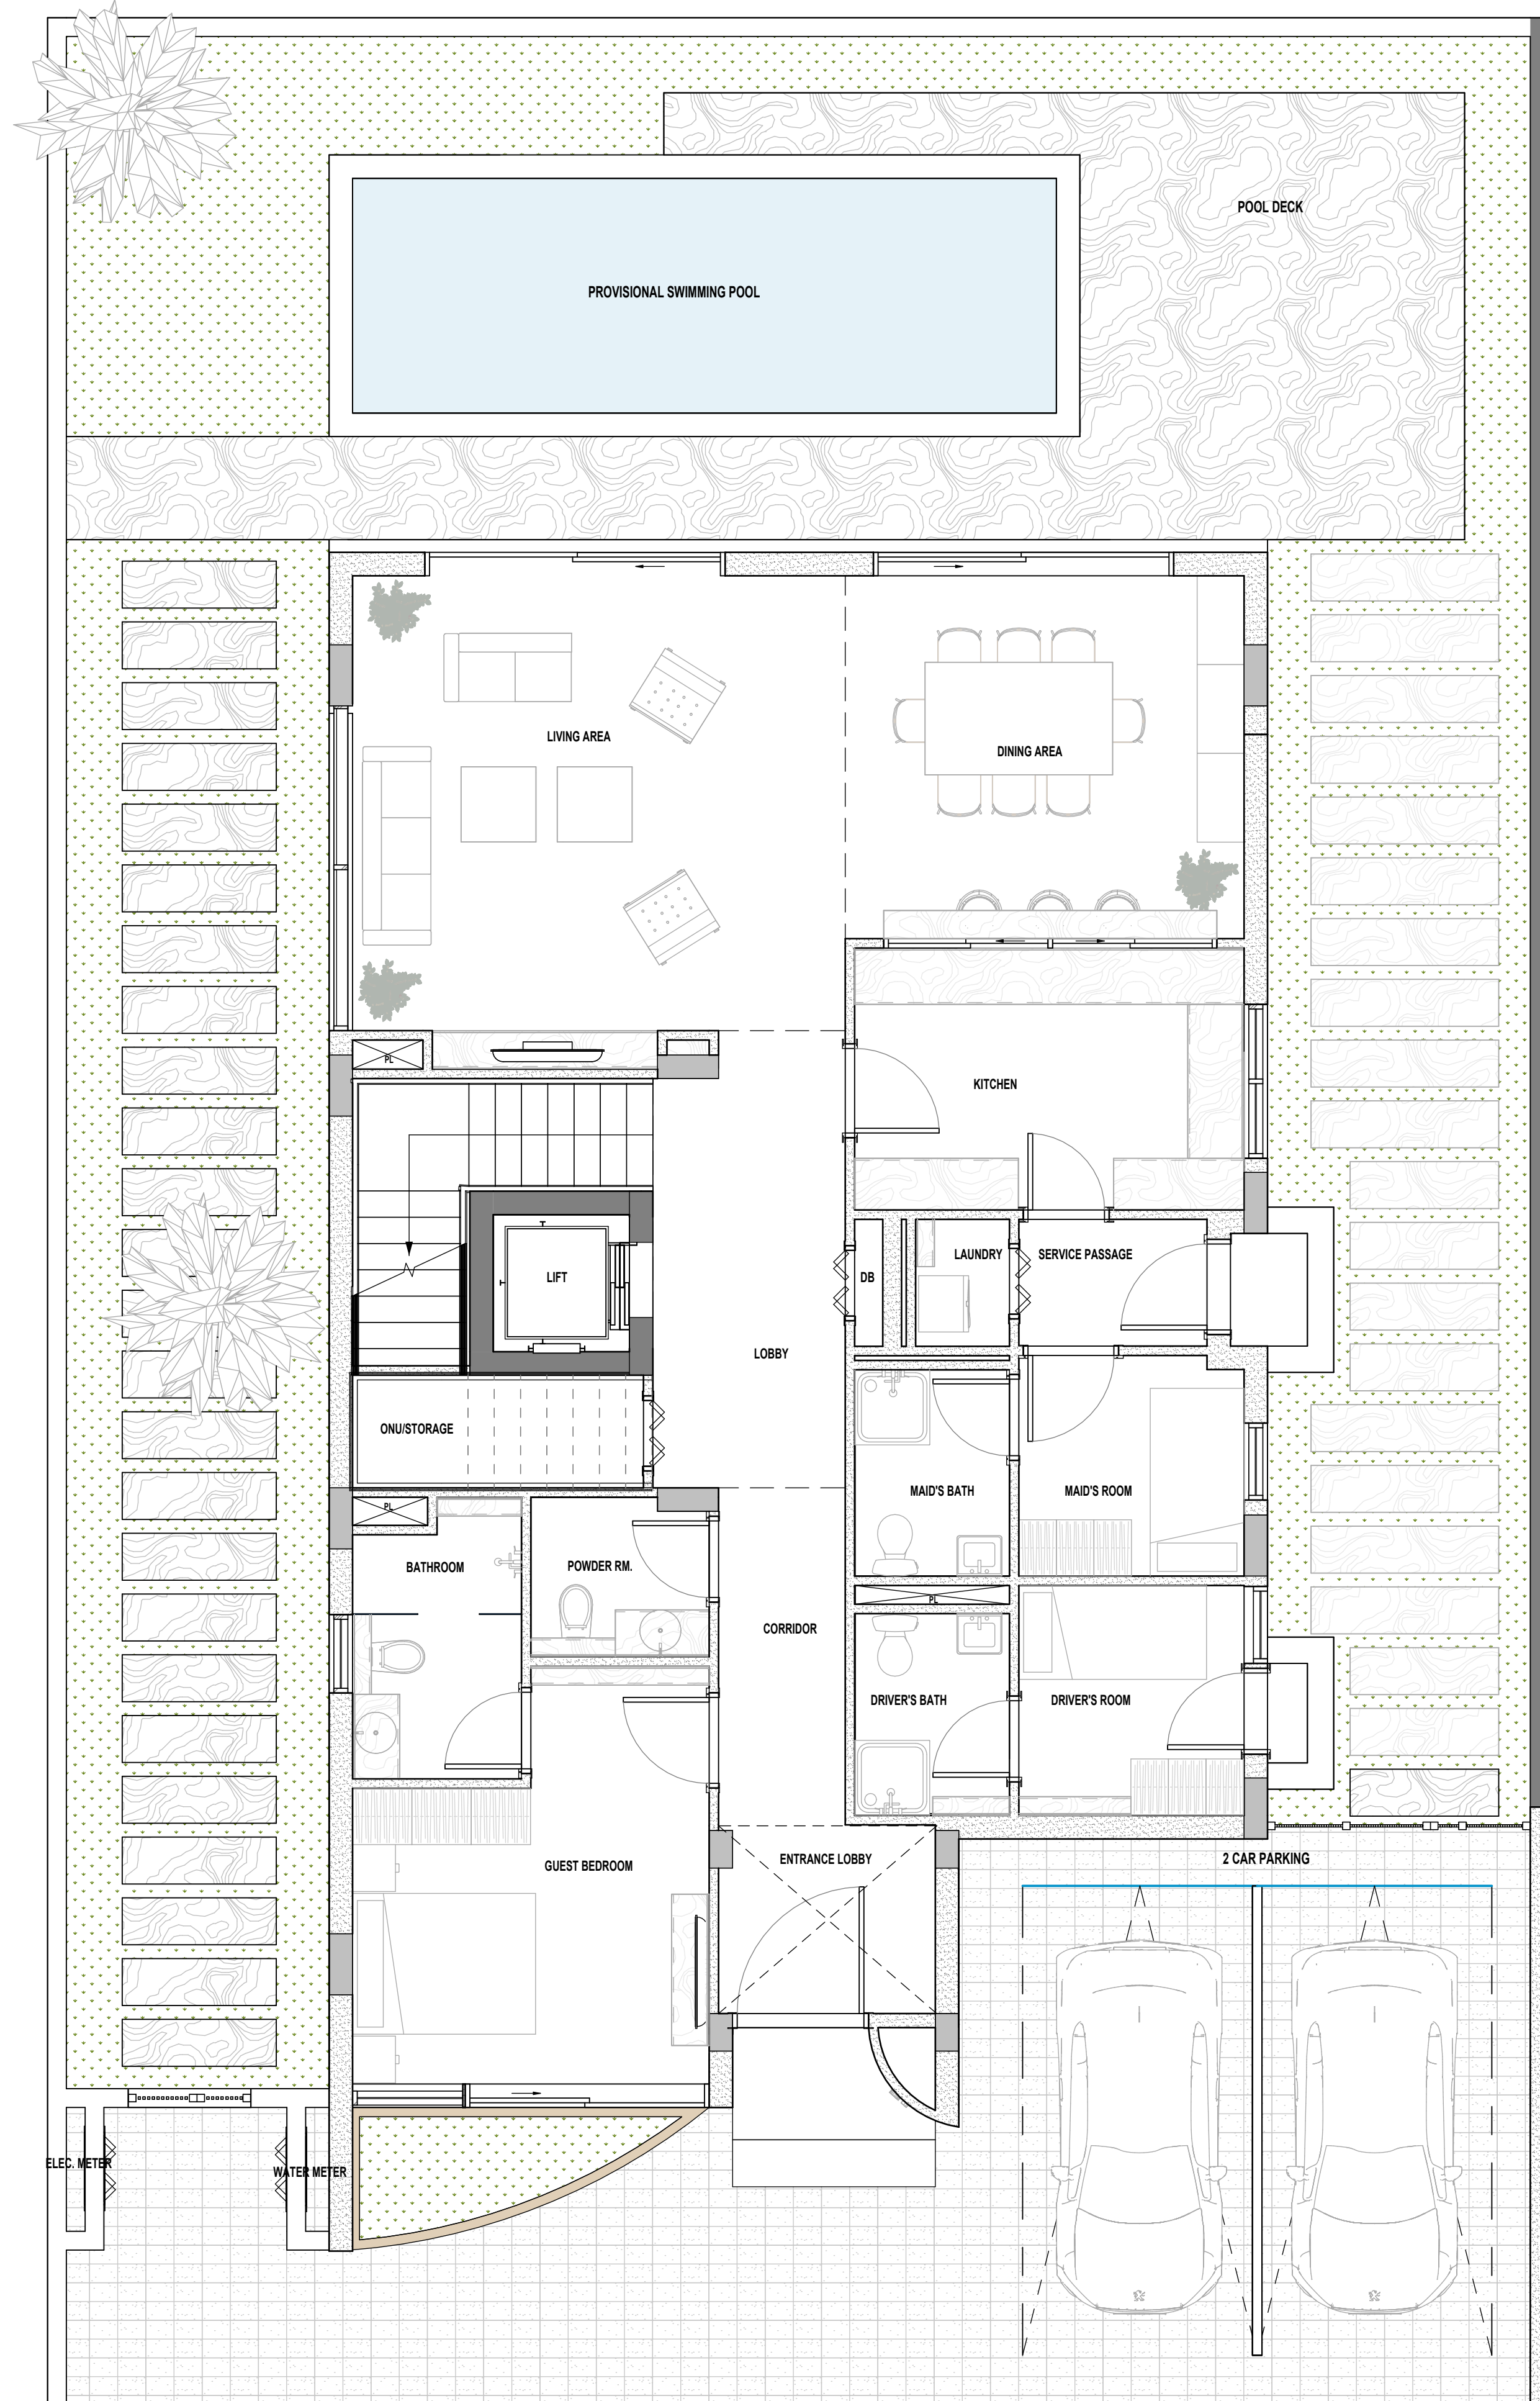 POOL DECK
PROVISIONAL SWIMMING POOL
LIVING AREA
DINING AREA
PL
KITCHEN
LAUNDRY
SERVICE PASSAGE
LIFT
DB
LOBBY
ONU/STORAGE
MAID'S BATH
MAID'S ROOM
PL
BATHROOM
POWDER RM.
PL
CORRIDOR
DRIVER'S BATH
DRIVER'S ROOM
GUEST BEDROOM
ENTRANCE LOBBY
2 CAR PARKING
ELEC. METER
WATER METER